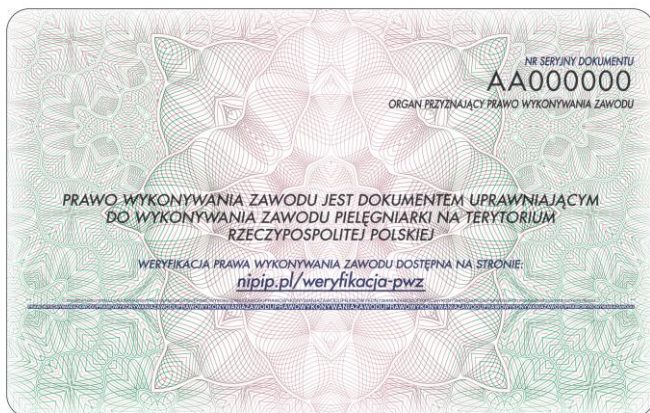 NR SERYJNY DOKUMENTU
AA000000
ORGAN PRZYZNAJĄCY PRAWO WYKONYWANIA ZAWODU
PRAWO WYKONYWANIA ZAWODU JEST DOKUMENTEM UPRAWNIAJĄCYM
DO WYKONYWANIA ZAWODU PIELĘGNIARKI NA TERYTORIUM
RZECZYPOSPOLITEJ POLSKIEJ
WERYFIKACJA PRAWA WYKONYWANIA ZAWODU DOSTĘPNA NA STRONIE:
nipip.pl/weryfikacja-pwz